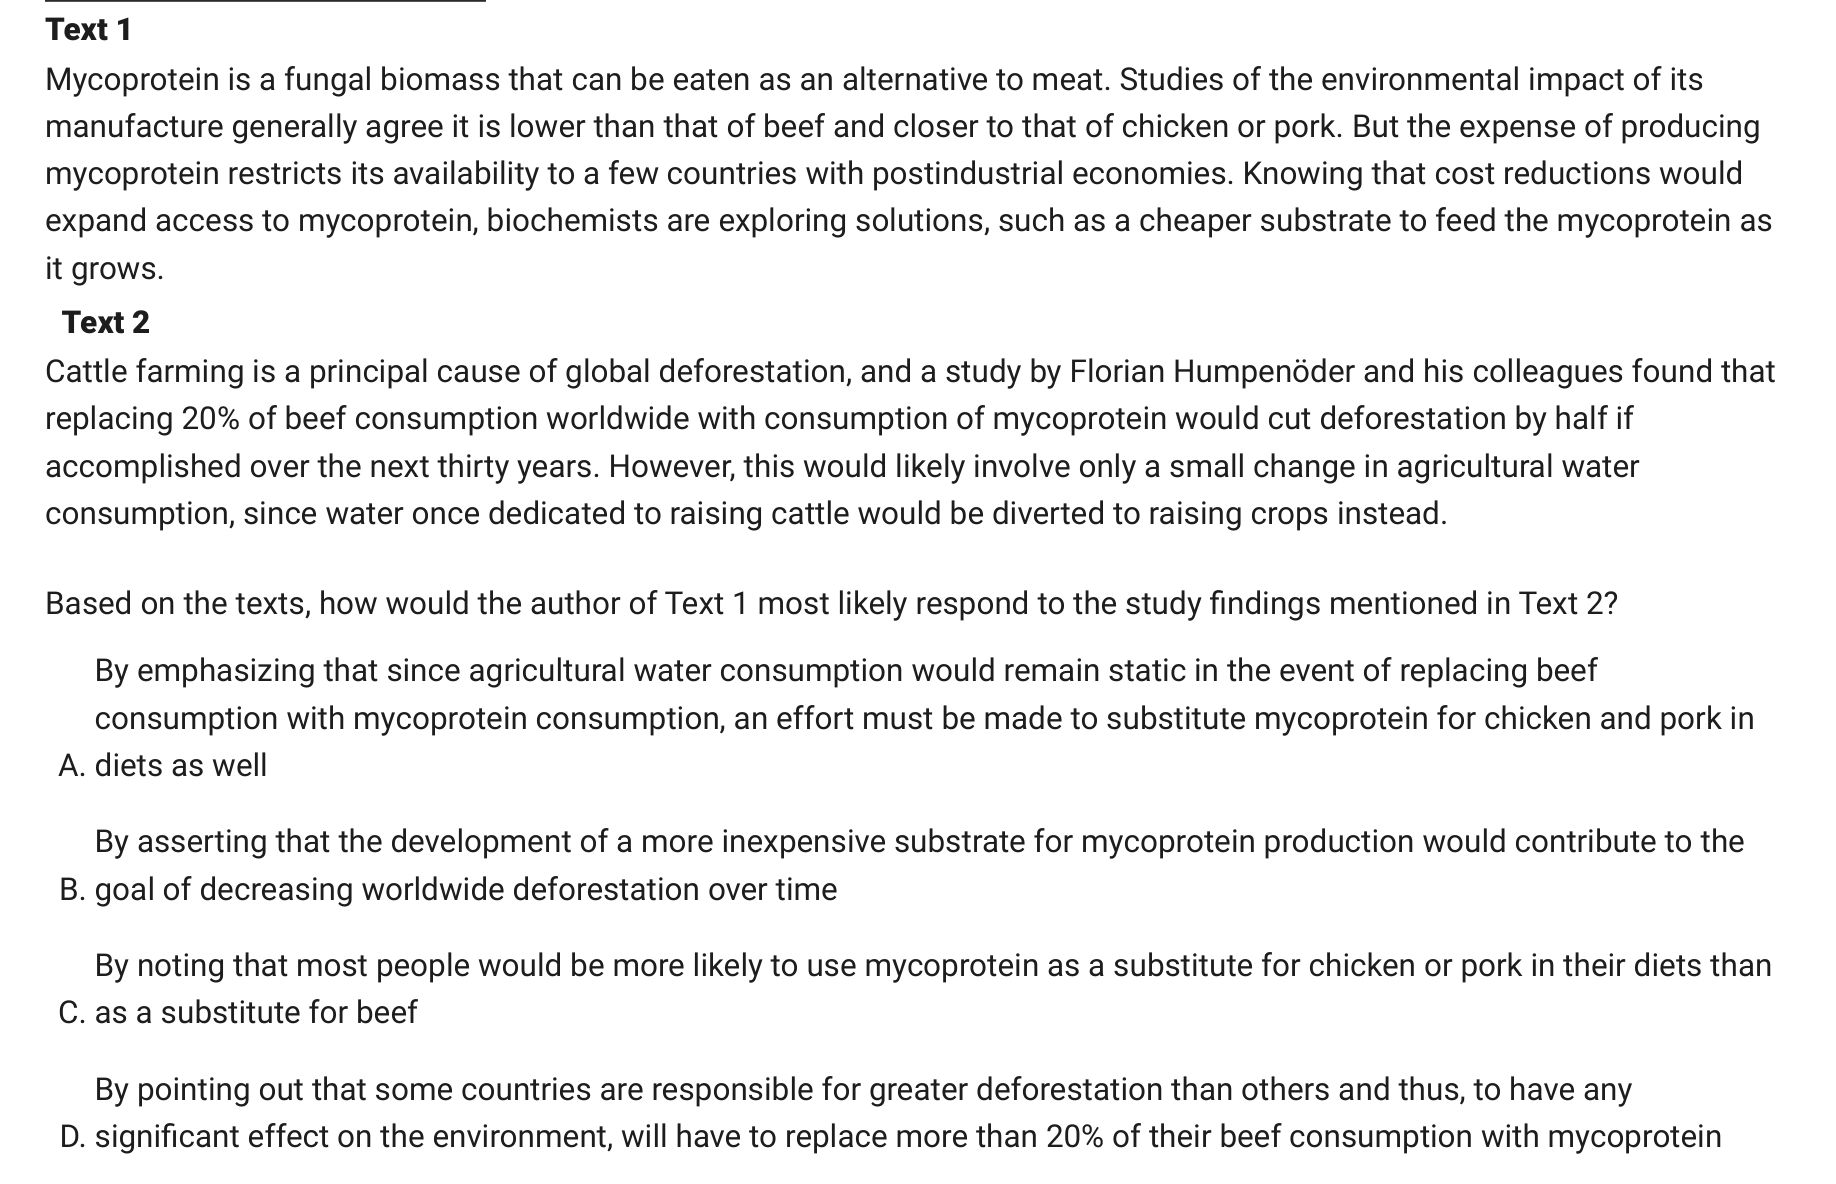 Text 1
Mycoprotein is a fungal biomass that can be eaten as an alternative to meat. Studies of the environmental impact of its
manufacture generally agree it is lower than that of beef and closer to that of chicken or pork. But the expense of producing
mycoprotein restricts its availability to a few countries with postindustrial economies. Knowing that cost reductions would
expand access to mycoprotein, biochemists are exploring solutions, such as a cheaper substrate to feed the mycoprotein as
it grows.
Text 2
Cattle farming is a principal cause of global deforestation, and a study by Florian Humpenöder and his colleagues found that
replacing 20% of beef consumption worldwide with consumption of mycoprotein would cut deforestation by half if
accomplished over the next thirty years. However, this would likely involve only a small change in agricultural water
consumption, since water once dedicated to raising cattle would be diverted to raising crops instead.
Based on the texts, how would the author of Text 1 most likely respond to the study findings mentioned in Text 2?
By emphasizing that since agricultural water consumption would remain static in the event of replacing beef
consumption with mycoprotein consumption, an effort must be made to substitute mycoprotein for chicken and pork in
A. diets as well
By asserting that the development of a more inexpensive substrate for mycoprotein production would contribute to the
B. goal of decreasing worldwide deforestation over time
By noting that most people would be more likely to use mycoprotein as a substitute for chicken or pork in their diets than
C. as a substitute for beef
By pointing out that some countries are responsible for greater deforestation than others and thus, to have any
D. significant effect on the environment, will have to replace more than 20% of their beef consumption with mycoprotein